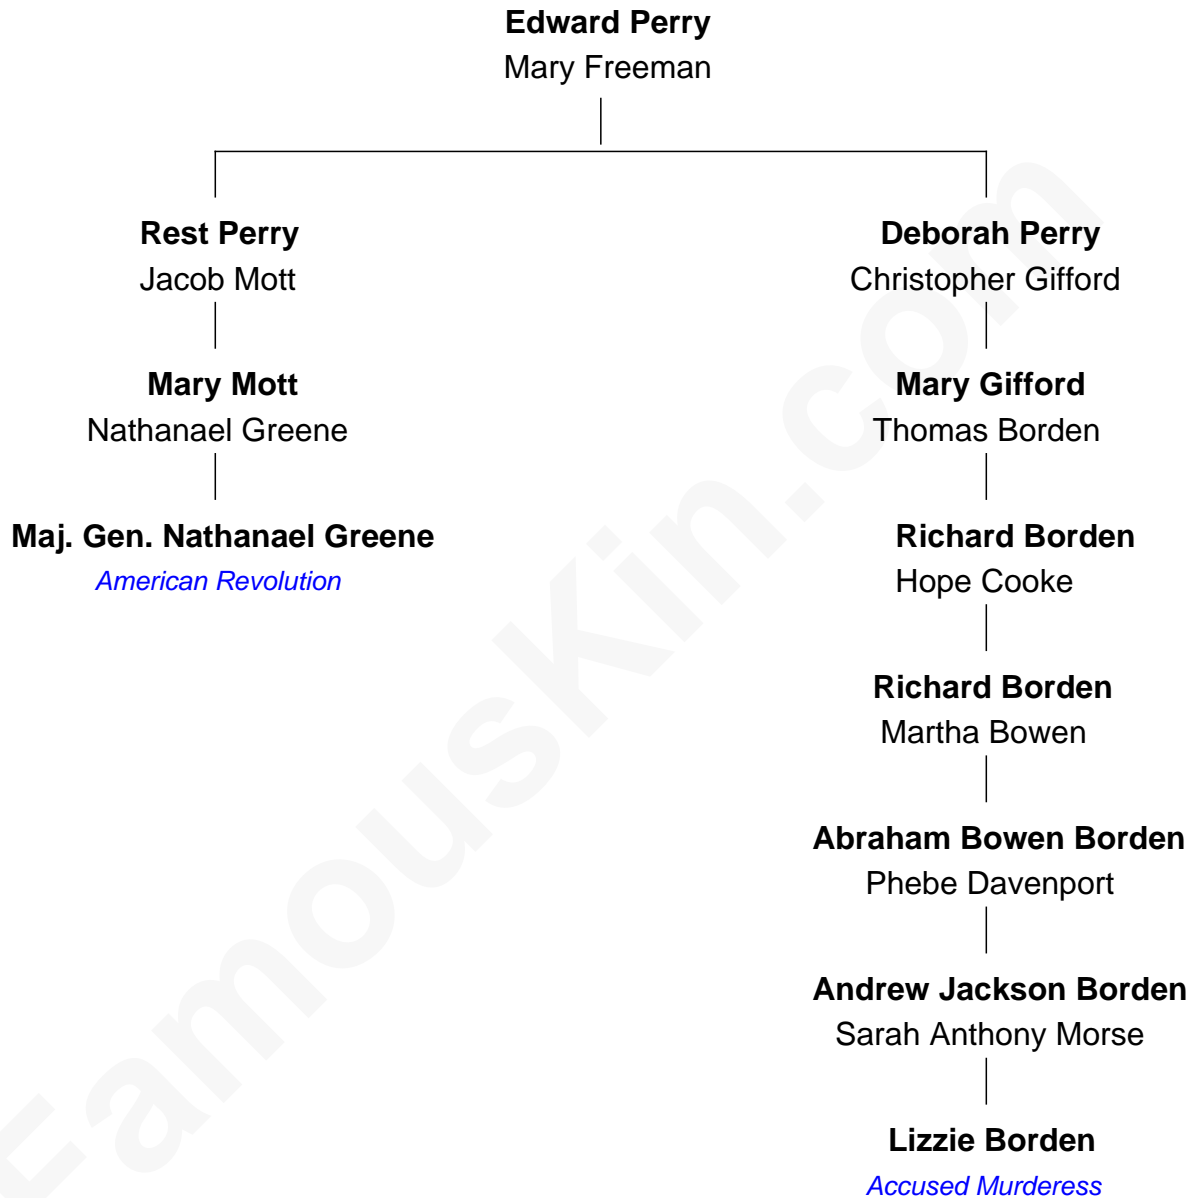 Edward Perry
Mary Freeman
Rest Perry
Jacob Mott
Deborah Perry
Christopher Gifford
Mary Mott
Nathanael Greene
Mary Gifford
Thomas Borden
Maj. Gen. Nathanael Greene
American Revolution
Richard Borden
Hope Cooke
Richard Borden
Martha Bowen
Abraham Bowen Borden
Phebe Davenport
Andrew Jackson Borden
Sarah Anthony Morse
Lizzie Borden
Accused Murderess
FamousKin.com